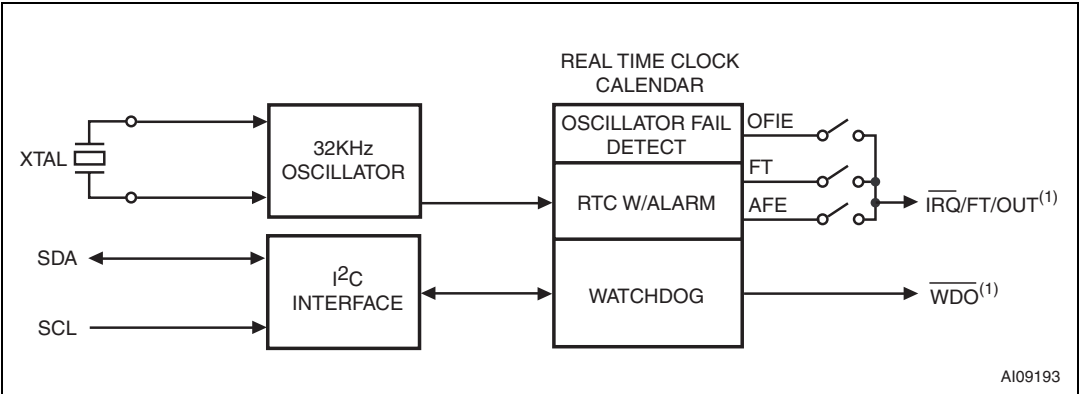 REAL TIME CLOCK
CALENDAR
XTAL
32KHz
OSCILLATOR
OSCILLATOR FAIL
DETECT
OFIE
FT
RTC W/ALARM
AFE
IRQ/FT/OUT(1)
SDA
I2C
INTERFACE
SCL
WATCHDOG
WDO(1)
AI09193